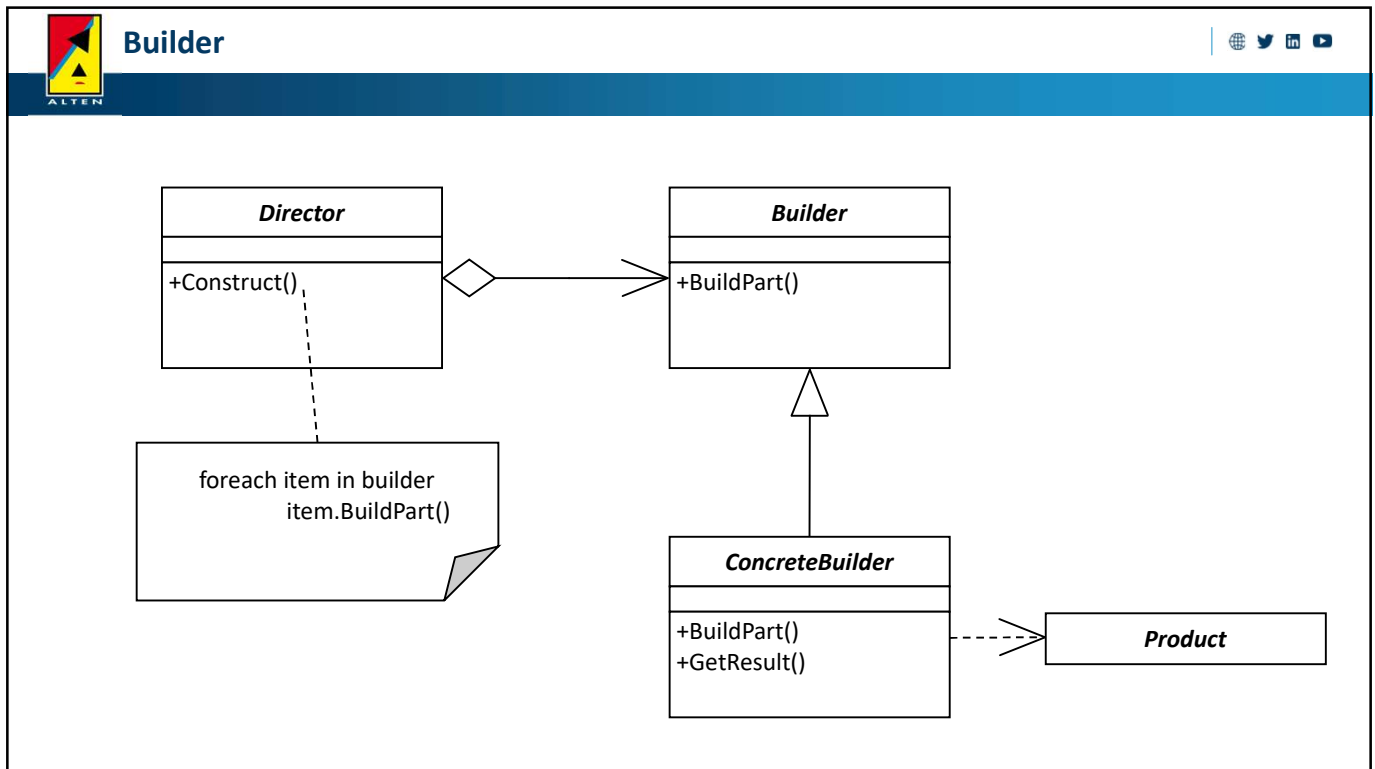 Builder
ALTEN
Director
+Construct()
Builder
+BuildPart()
foreach item in builder
item.BuildPart()
ConcreteBuilder
+BuildPart()
+GetResult()
Product